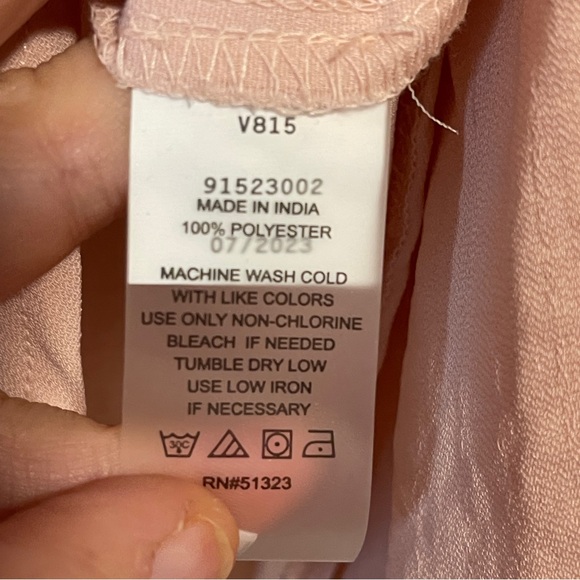 V815
91523002
MADE IN INDIA
100% POLYESTER
07/2023
MACHINE WASH COLD
WITH LIKE COLORS
USE ONLY NON-CHLORINE
BLEACH IF NEEDED
TUMBLE DRY LOW
USE LOW IRON
IF NECESSARY
30C
RN#51323